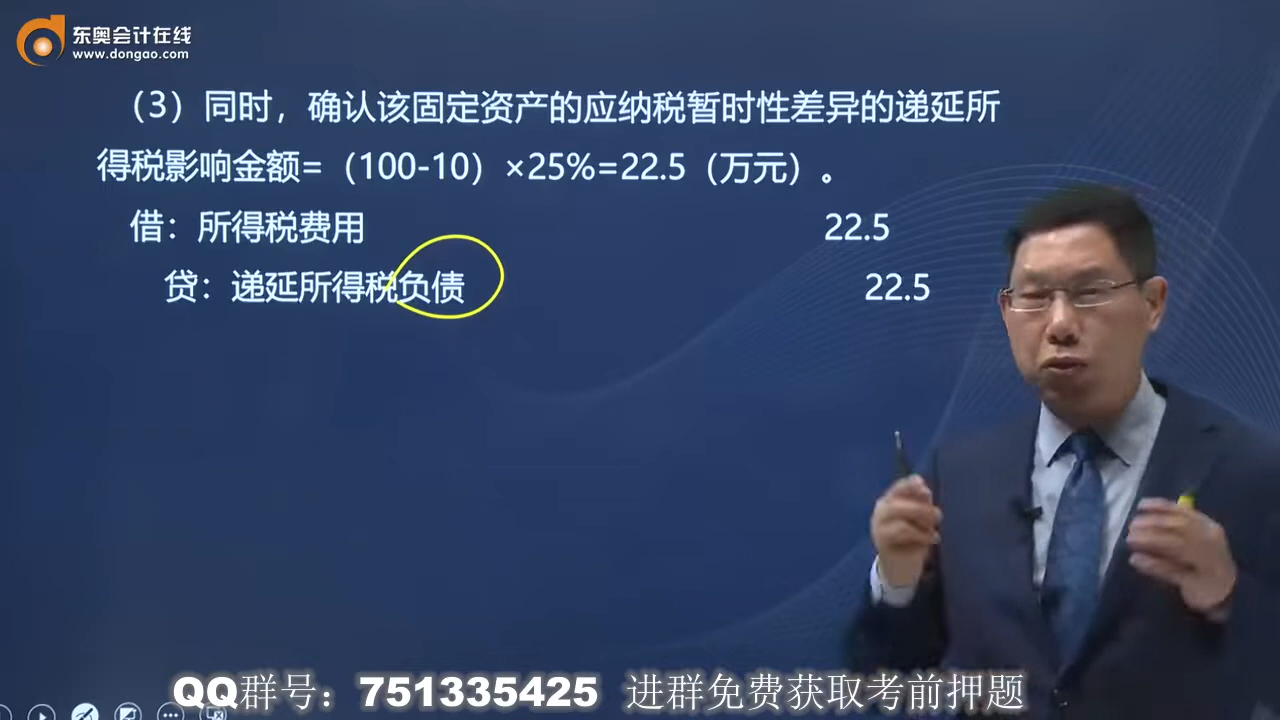 东奥会计在线
www.dongao.com
（3）同时，确认该固定资产的应纳税暂时性差异的递延所
得税影响金额=（100-10）×25%=22.5（万元）。
借：所得税费用 22.5
贷：递延所得税负债 22.5
QQ群号：751335425 进群免费获取考前押题